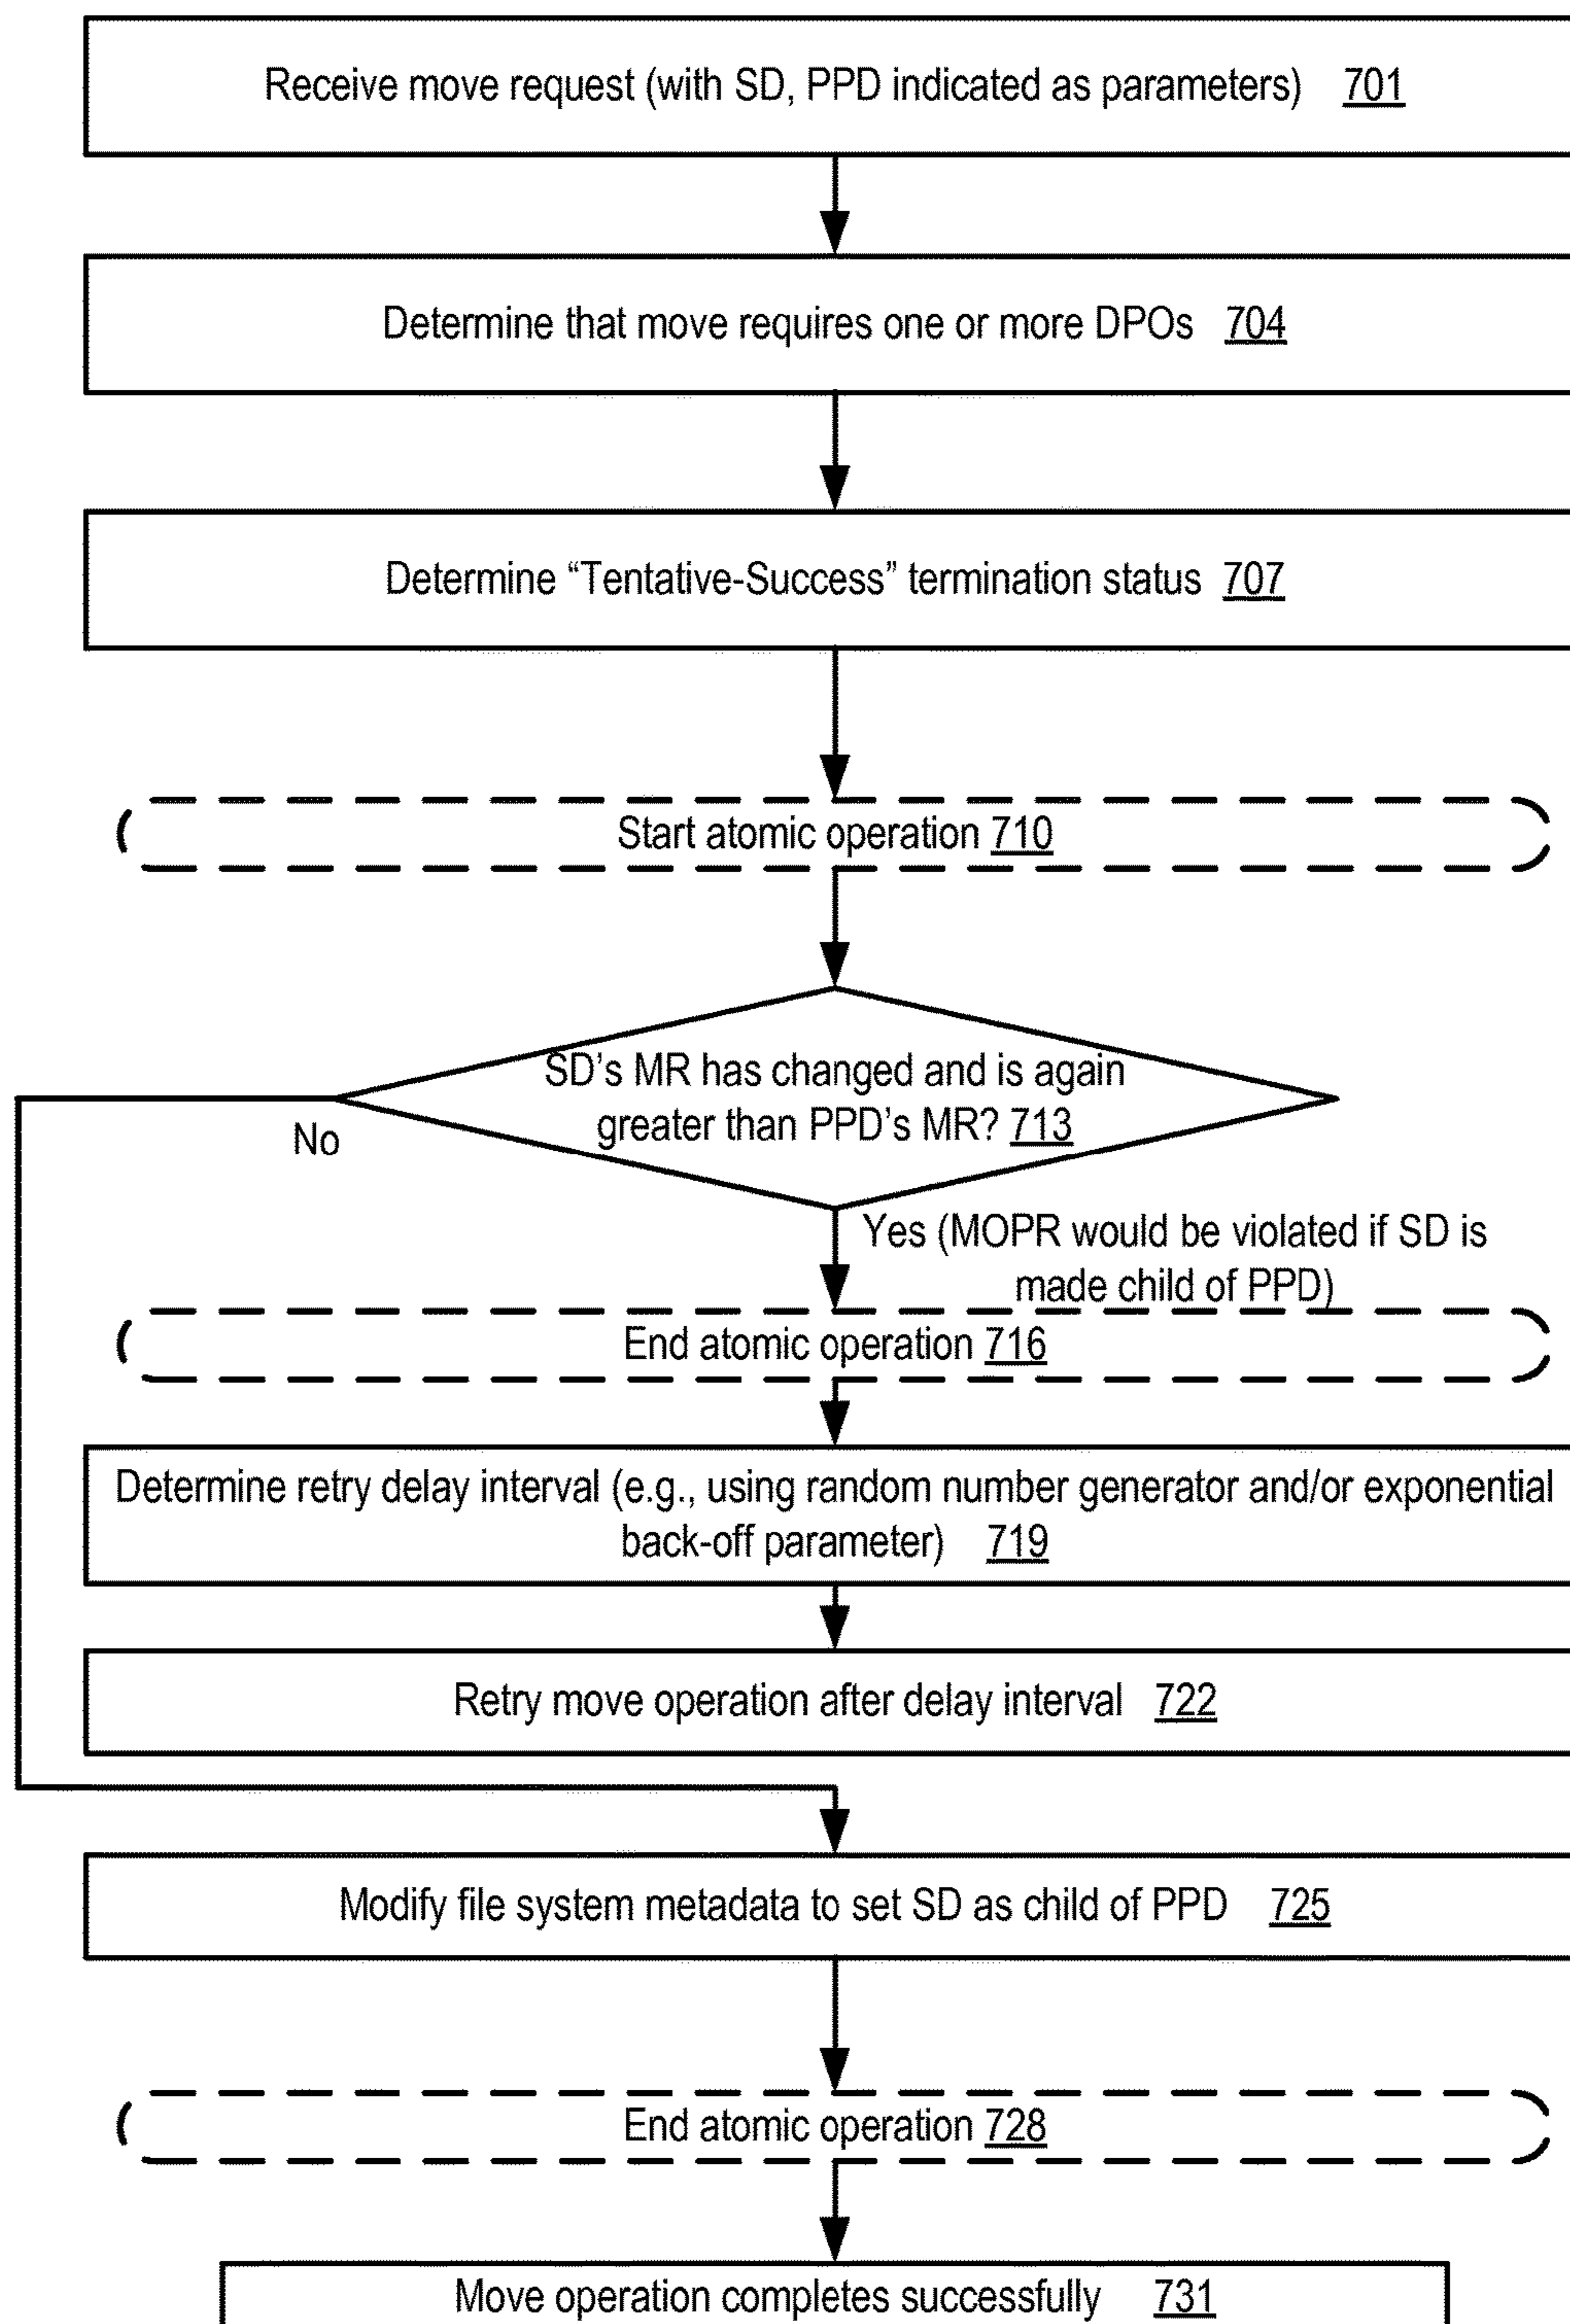 Receive move request (with SD, PPD indicated as parameters) 701
Determine that move requires one or more DPOs 704
Determine “Tentative-Success” termination status 707
Start atomic operation 710
SD’s MR has changed and is again
greater than PPD’s MR? 713
No
Yes (MOPR would be violated if SD is
made child of PPD)
End atomic operation 716
Determine retry delay interval (e.g., using random number generator and/or exponential
back-off parameter) 719
Retry move operation after delay interval 722
Modify file system metadata to set SD as child of PPD 725
End atomic operation 728
Move operation completes successfully 731